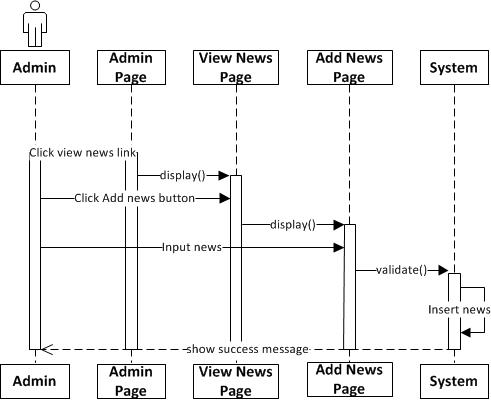 Admin
Admin
Page
View News
Page
Add News
Page
System
Click view news link
display()
Click Add news button
display()
Input news
validate()
Insert news
show success message
Admin
Admin
Page
View News
Page
Add News
Page
System